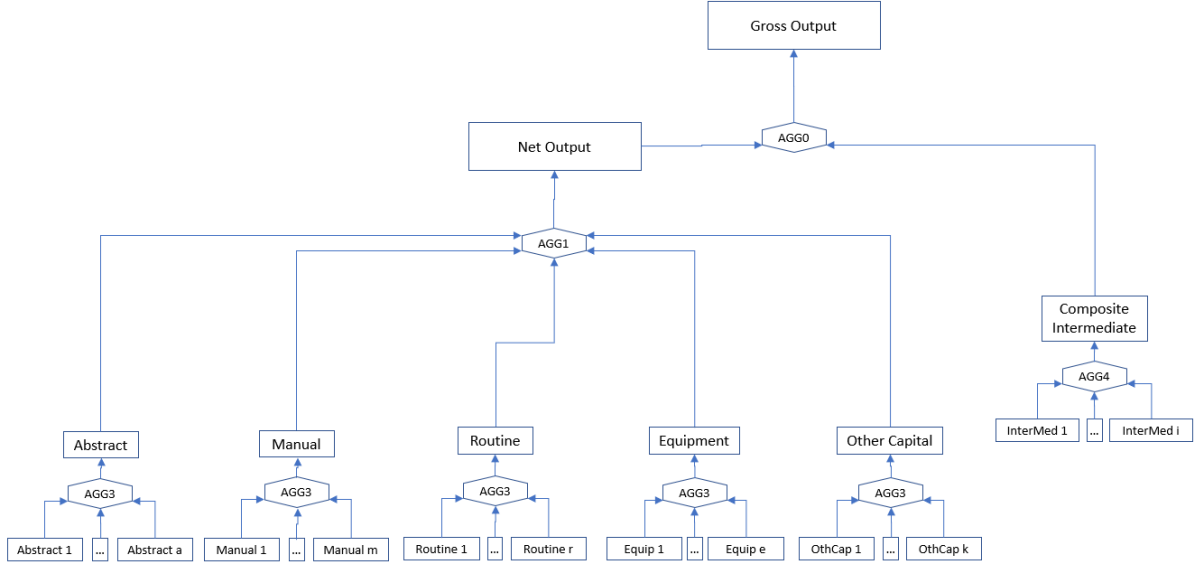 Gross Output
AGG0
Net Output
AGG1
Composite
Intermediate
AGG4
InterMed 1
...
InterMed i
Abstract
Manual
Routine
Equipment
Other Capital
AGG3
AGG3
AGG3
AGG3
AGG3
Abstract 1
...
Abstract a
Manual 1
...
Manual m
Routine 1
...
Routine r
Equip 1
...
Equip e
OthCap 1
...
OthCap k